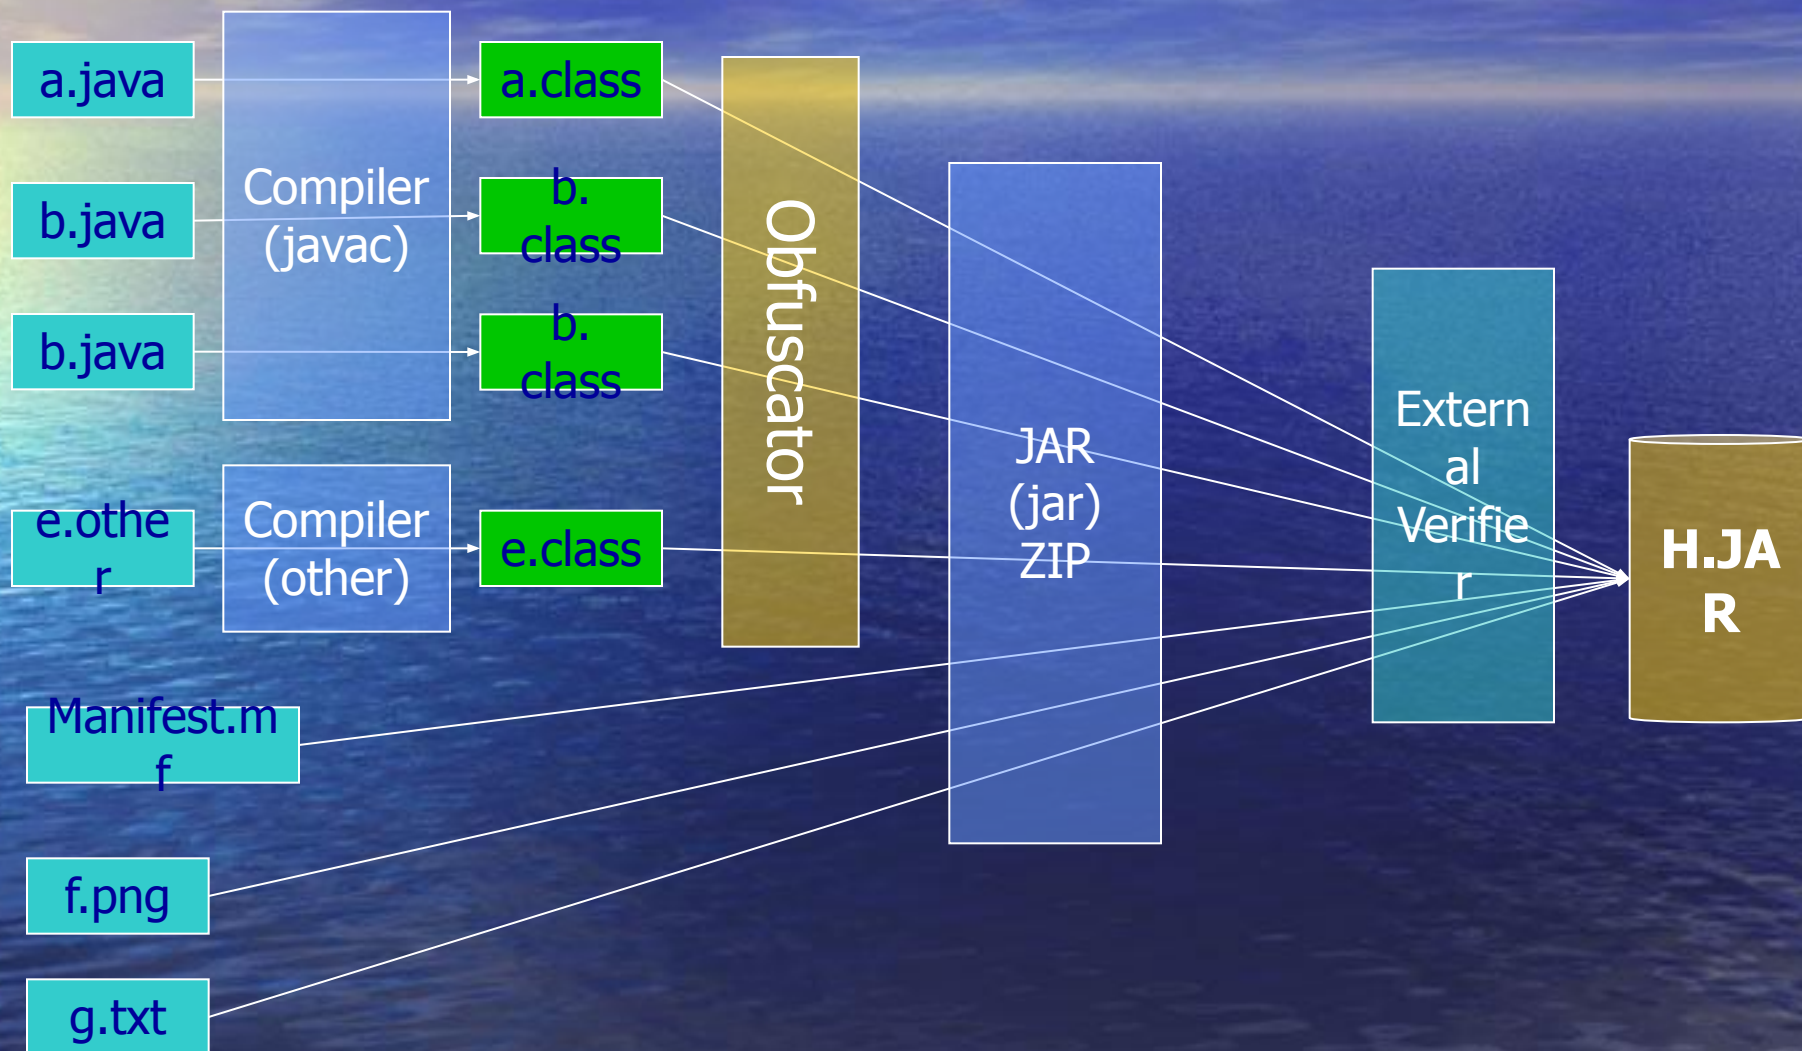 a.java
Compiler
(javac)
a.class
b.java
b.
class
b.java
b.
class
e.othe
r
Compiler
(other)
e.class
Obfuscator
JAR
(jar)
ZIP
Extern
al
Verifie
r
H.JA
R
Manifest.m
f
f.png
g.txt